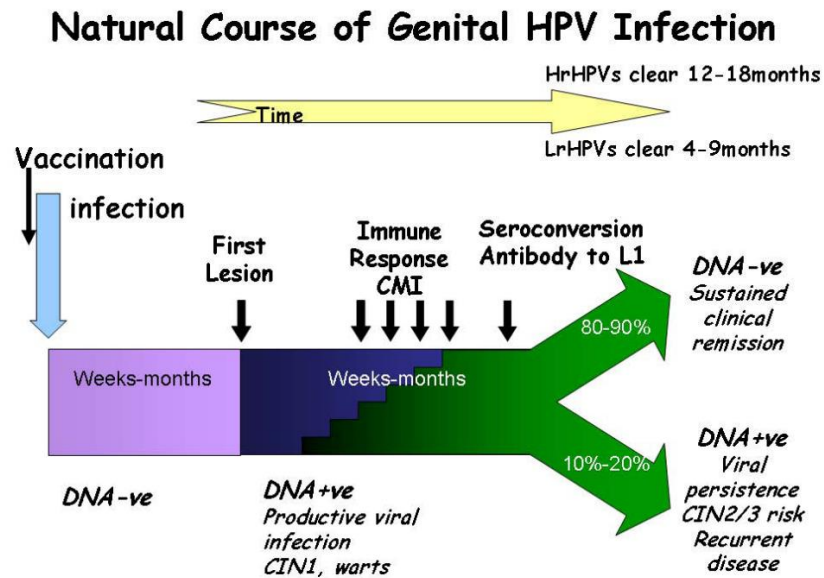 Natural Course of Genital HPV Infection
HrHPVs clear 12-18months
Time
LrHPVs clear 4-9months
Vaccination
infection
First
Lesion
Immune
Response
CMI
Seroconversion
Antibody to L1
DNA-ve
Sustained
clinical
remission
80-90%
Weeks-months
Weeks-months
10%-20%
DNA+ve
Viral
persistence
CIN2/3 risk
Recurrent
disease
DNA-ve
DNA+ve
Productive viral
infection
CIN1, warts